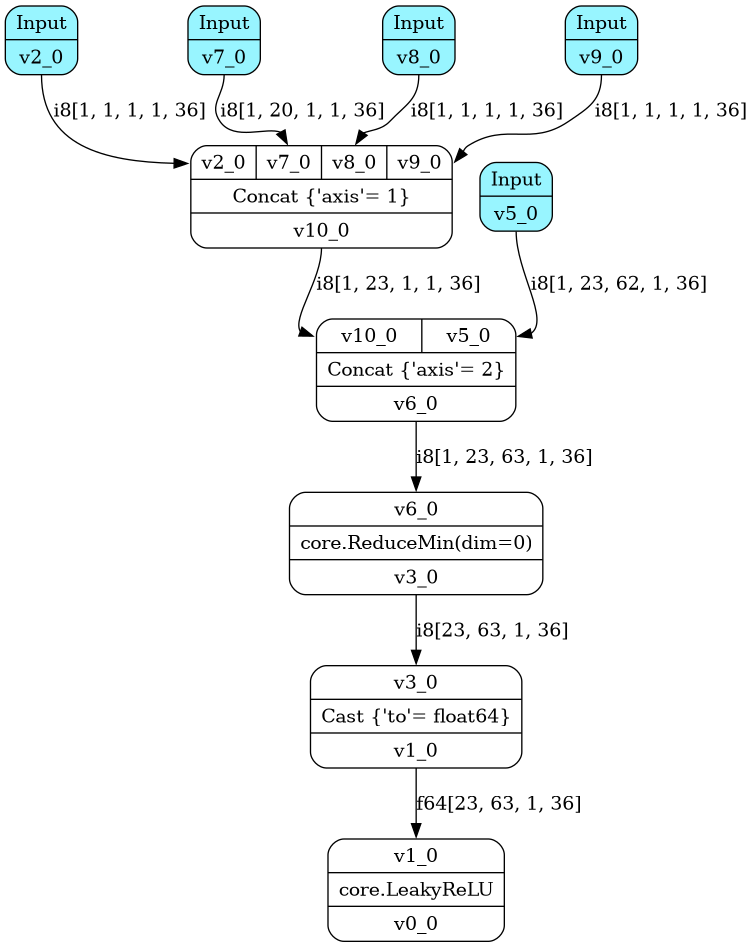 Input
v2_0
Input
v7_0
Input
v8_0
Input
v9_0
i8[1, 1, 1, 1, 36]
i8[1, 20, 1, 1, 36]
i8[1, 1, 1, 1, 36]
i8[1, 1, 1, 1, 36]
v2_0 v7_0 v8_0 v9_0
Concat {'axis'= 1}
v10_0
Input
v5_0
i8[1, 23, 1, 1, 36]
i8[1, 23, 62, 1, 36]
v10_0 v5_0
Concat {'axis'= 2}
v6_0
i8[1, 23, 63, 1, 36]
v6_0
core.ReduceMin(dim=0)
v3_0
i8[23, 63, 1, 36]
v3_0
Cast {'to'= float64}
v1_0
f64[23, 63, 1, 36]
v1_0
core.LeakyReLU
v0_0